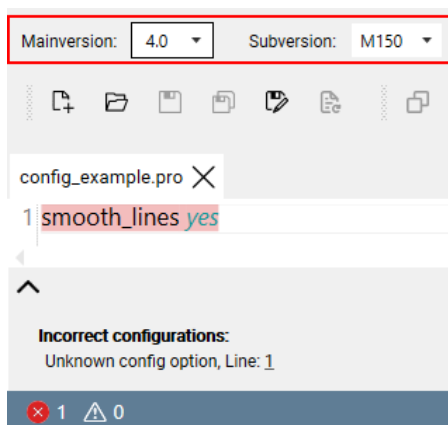 Mainversion: 4.0 Subversion: M150
config_example.pro
1 smooth_lines yes
Incorrect configurations:
Unknown config option, Line: 1
1 0